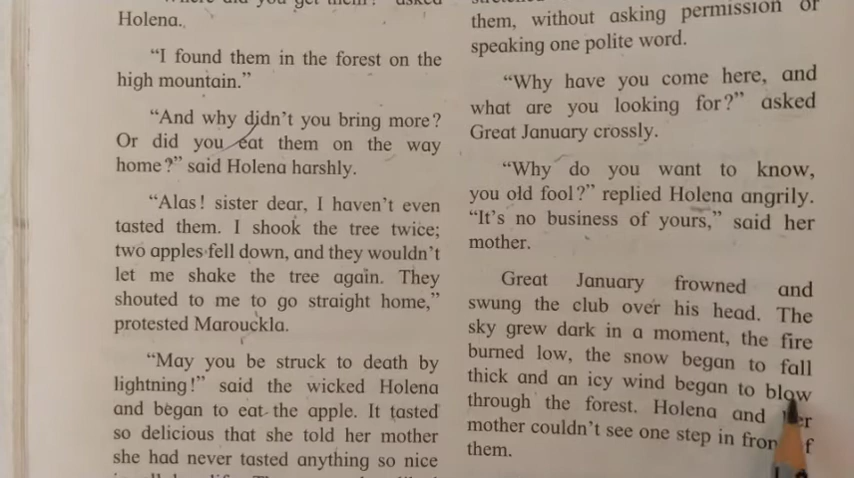 Holena.
"I found them in the forest on the
high mountain."
"And why didn't you bring more?
Or did you eat them on the way
home?" said Holena harshly.
"Alas! sister dear, I haven't even
tasted them. I shook the tree twice;
two apples fell down, and they wouldn't
let me shake the tree again. They
shouted to me to go straight home,"
protested Marouckla.
"May you be struck to death by
lightning!" said the wicked Holena
and began to eat the apple. It tasted
so delicious that she told her mother
she had never tasted anything so nice
them, without asking permission or
speaking one polite word.
"Why have you come here, and
what are you looking for?" asked
Great January crossly.
"Why do you want to know,
you old fool?" replied Holena angrily.
"It's no business of yours," said her
mother.
Great January frowned and
swung the club over his head. The
sky grew dark in a moment, the fire
burned low, the snow began to fall
thick and an icy wind began to blow
through the forest. Holena and
mother couldn't see one step in
them.